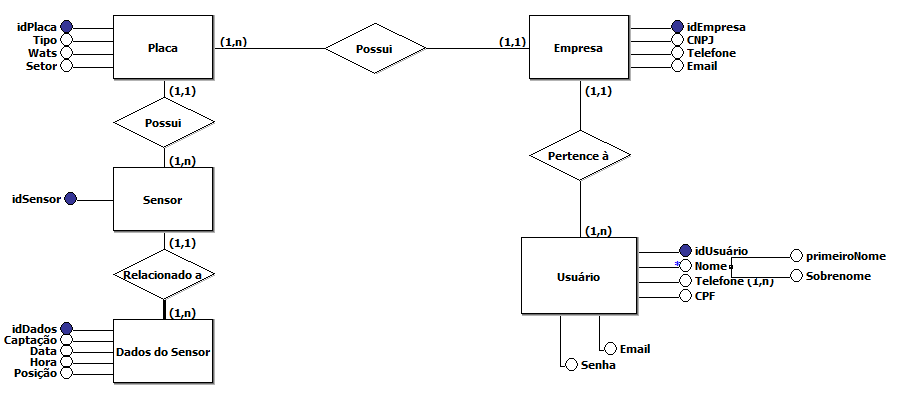 idPlaca
Tipo
Wats
Setor
Placa
(1,n)
Possui
(1,1)
Empresa
idEmpresa
CNPJ
Telefone
Email
(1,1)
Possui
(1,n)
(1,1)
Pertence à
(1,n)
idSensor
Sensor
(1,1)
Relacionado a
(1,n)
Usuário
idUsuário
* Nome
primeiroNome
Sobrenome
Telefone (1,n)
CPF
Email
Senha
idDados
Captação
Data
Hora
Posição
Dados do Sensor